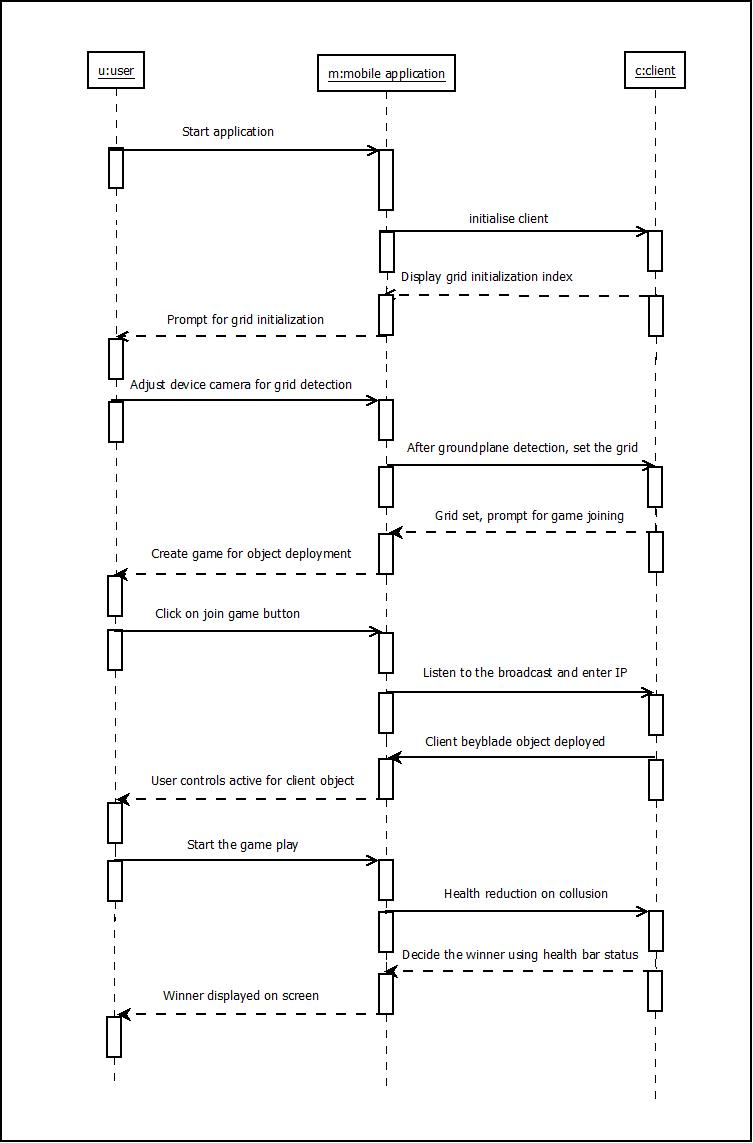 u:user
m:mobile application
c:client
Start application
initialise client
Display grid initialization index
Prompt for grid initialization
Adjust device camera for grid detection
After groundplane detection, set the grid
Grid set, prompt for game joining
Create game for object deployment
Click on join game button
Listen to the broadcast and enter IP
Client beyblade object deployed
User controls active for client object
Start the game play
Health reduction on collusion
Decide the winner using health bar status
Winner displayed on screen